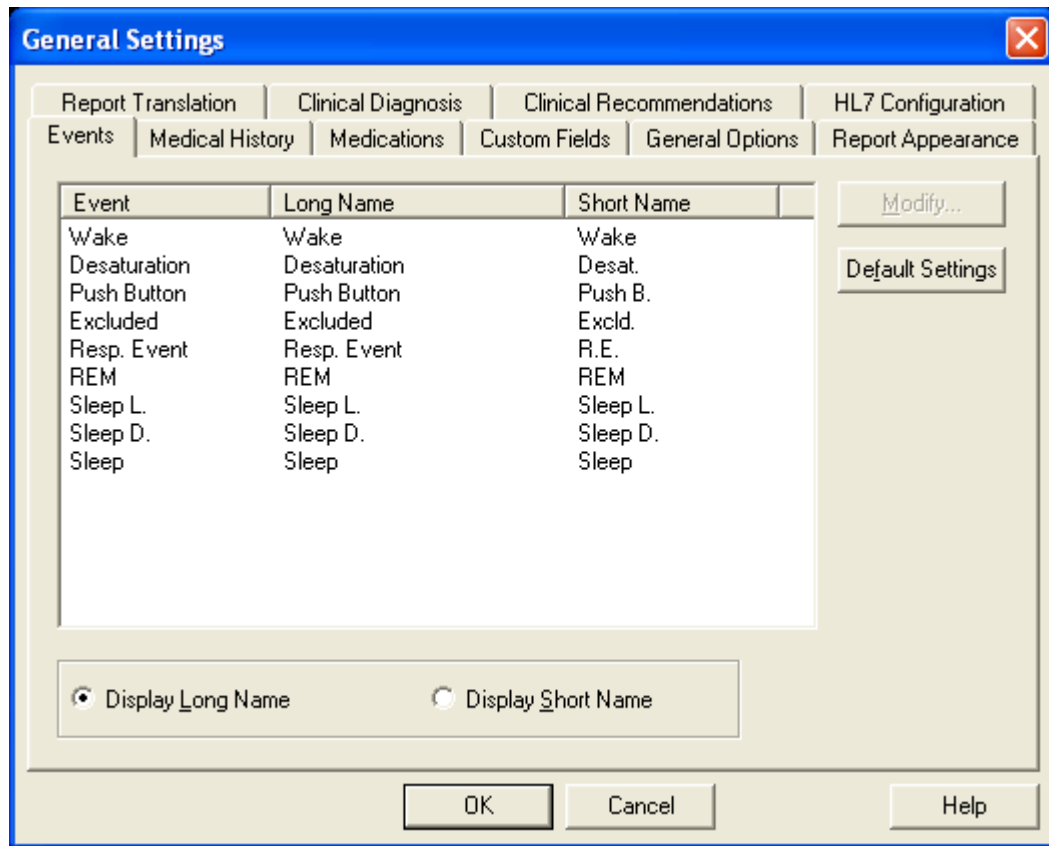 General Settings
Report Translation Clinical Diagnosis Clinical Recommendations HL7 Configuration
Events Medical History Medications Custom Fields General Options Report Appearance
Event Long Name Short Name Modify...
Wake Wake Wake
Desaturation Desaturation Desat. Default Settings
Push Button Push Button Push B.
Excluded Excluded Excld.
Resp. Event Resp. Event R.E.
REM REM REM
Sleep L. Sleep L. Sleep L.
Sleep D. Sleep D. Sleep D.
Sleep Sleep Sleep
Display Long Name Display Short Name
OK Cancel Help